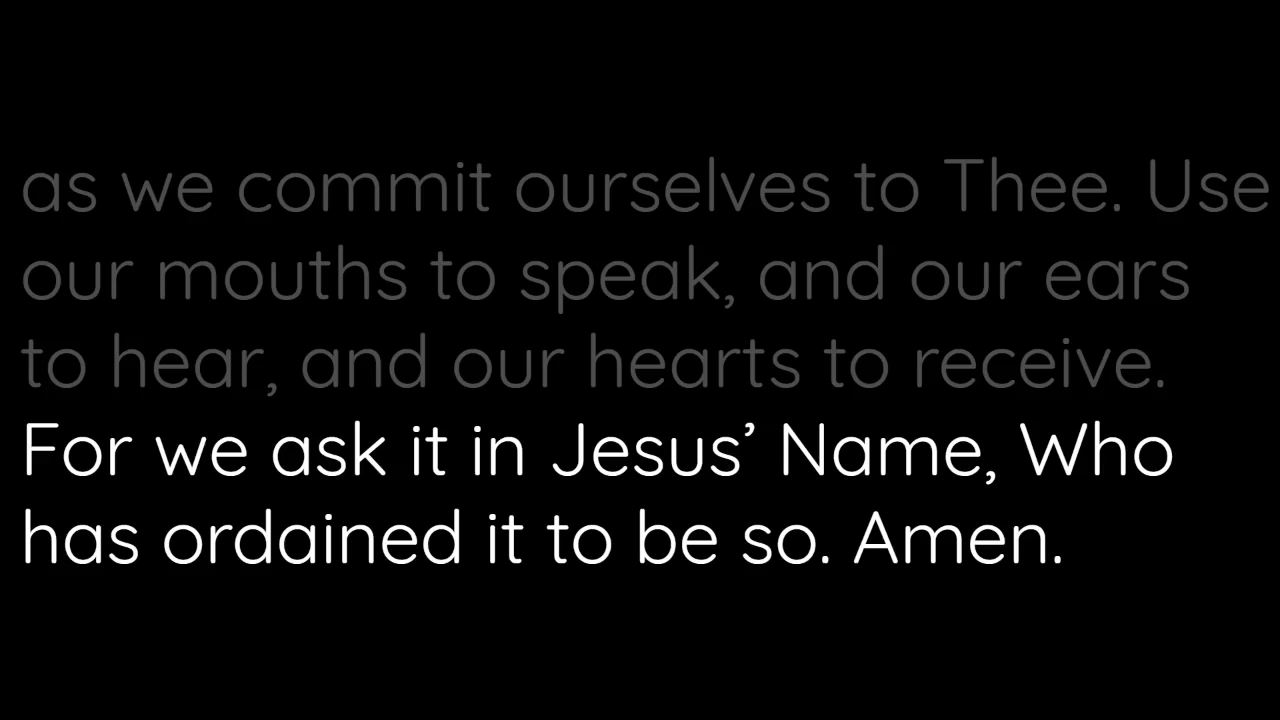 as we commit ourselves to Thee. Use
our mouths to speak, and our ears
to hear, and our hearts to receive.
For we ask it in Jesus’ Name, Who
has ordained it to be so. Amen.